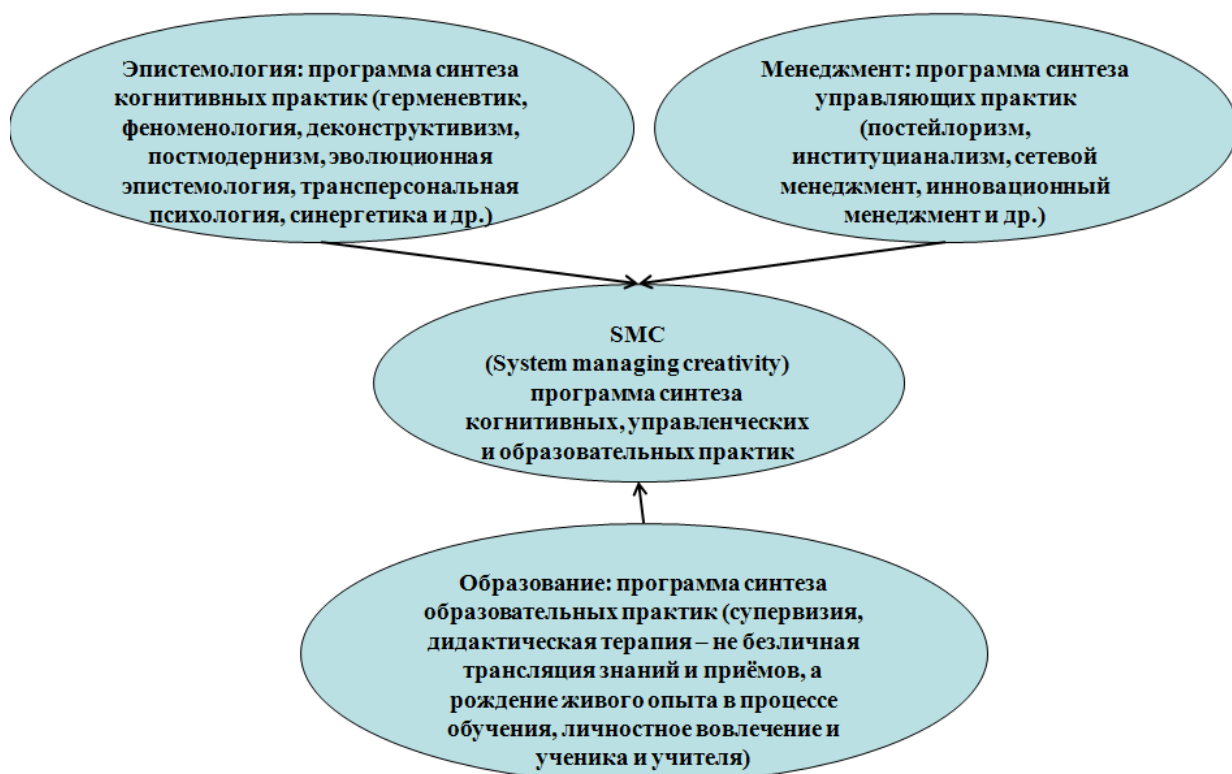 Эпистемология: программа синтеза
когнитивных практик (герменевтик,
феноменология, деконструктивизм,
постмодернизм, эволюционная
эпистемология, трансперсональная
психология, синергетика и др.)
Менеджмент: программа синтеза
управляющих практик
(постейлоризм,
институцианализм, сетевой
менеджмент, инновационный
менеджмент и др.)
SMC
(System managing creativity)
программа синтеза
когнитивных, управленческих
и образовательных практик
Образование: программа синтеза
образовательных практик (супервизия,
дидактическая терапия – не безличная
трансляция знаний и приёмов, а
рождение живого опыта в процессе
обучения, личностное вовлечение и
ученика и учителя)